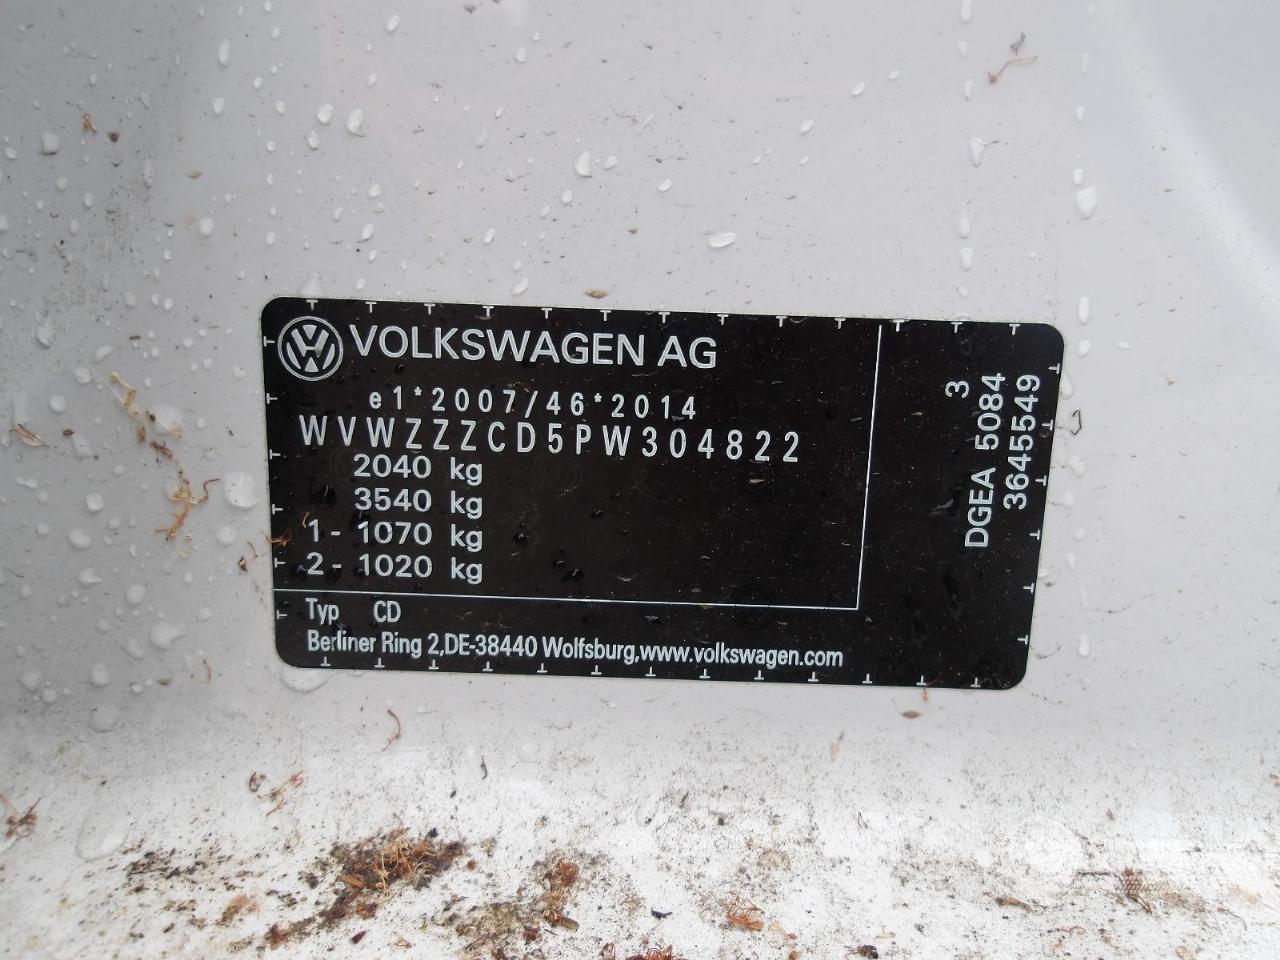 VOLKSWAGEN AG
e1*2007/46*2014
WVWZZZCD5PW304822
2040 kg
3540 kg
1 - 1070 kg
2 - 1020 kg
Typ CD
Berliner Ring 2,DE-38440 Wolfsburg,www.volkswagen.com
3
DGEA 5084
3645549